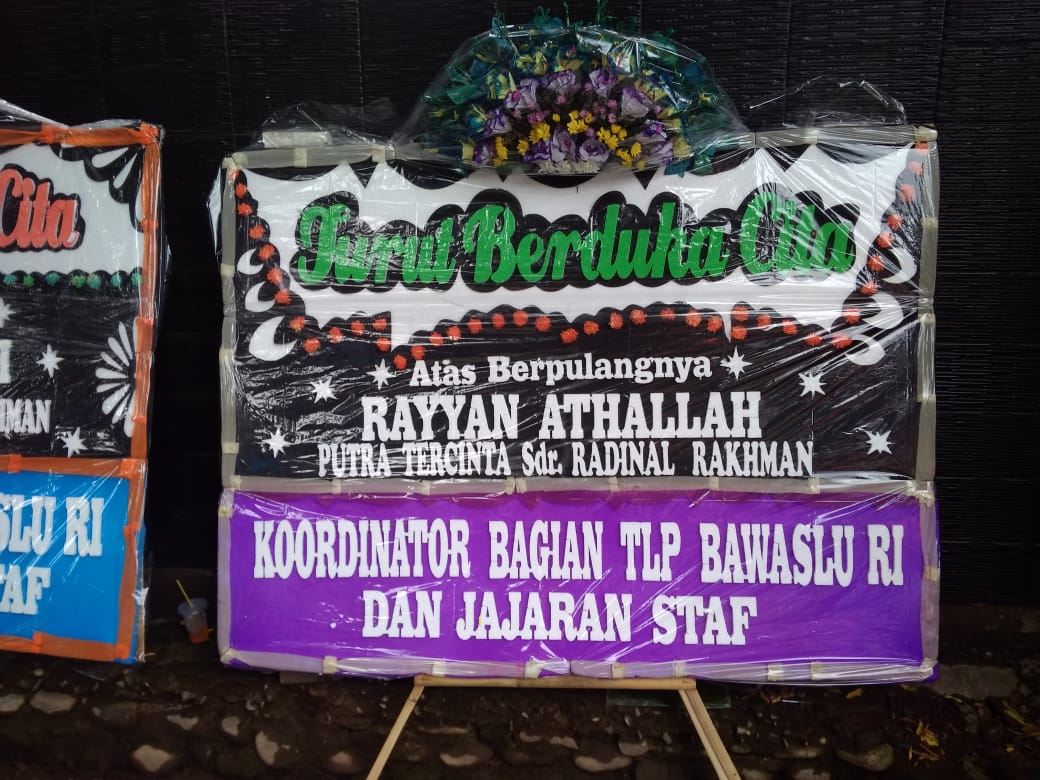 Cita
HMAN
SLU RI
TAF
Turut Berduka Cita
Atas Berpulangnya
RAYYAN ATHALLAH
PUTRA TERCINTA Sdr. RADINAL RAKHMAN
KOORDINATOR BAGIAN TLP BAWASLU RI
DAN JAJARAN STAF